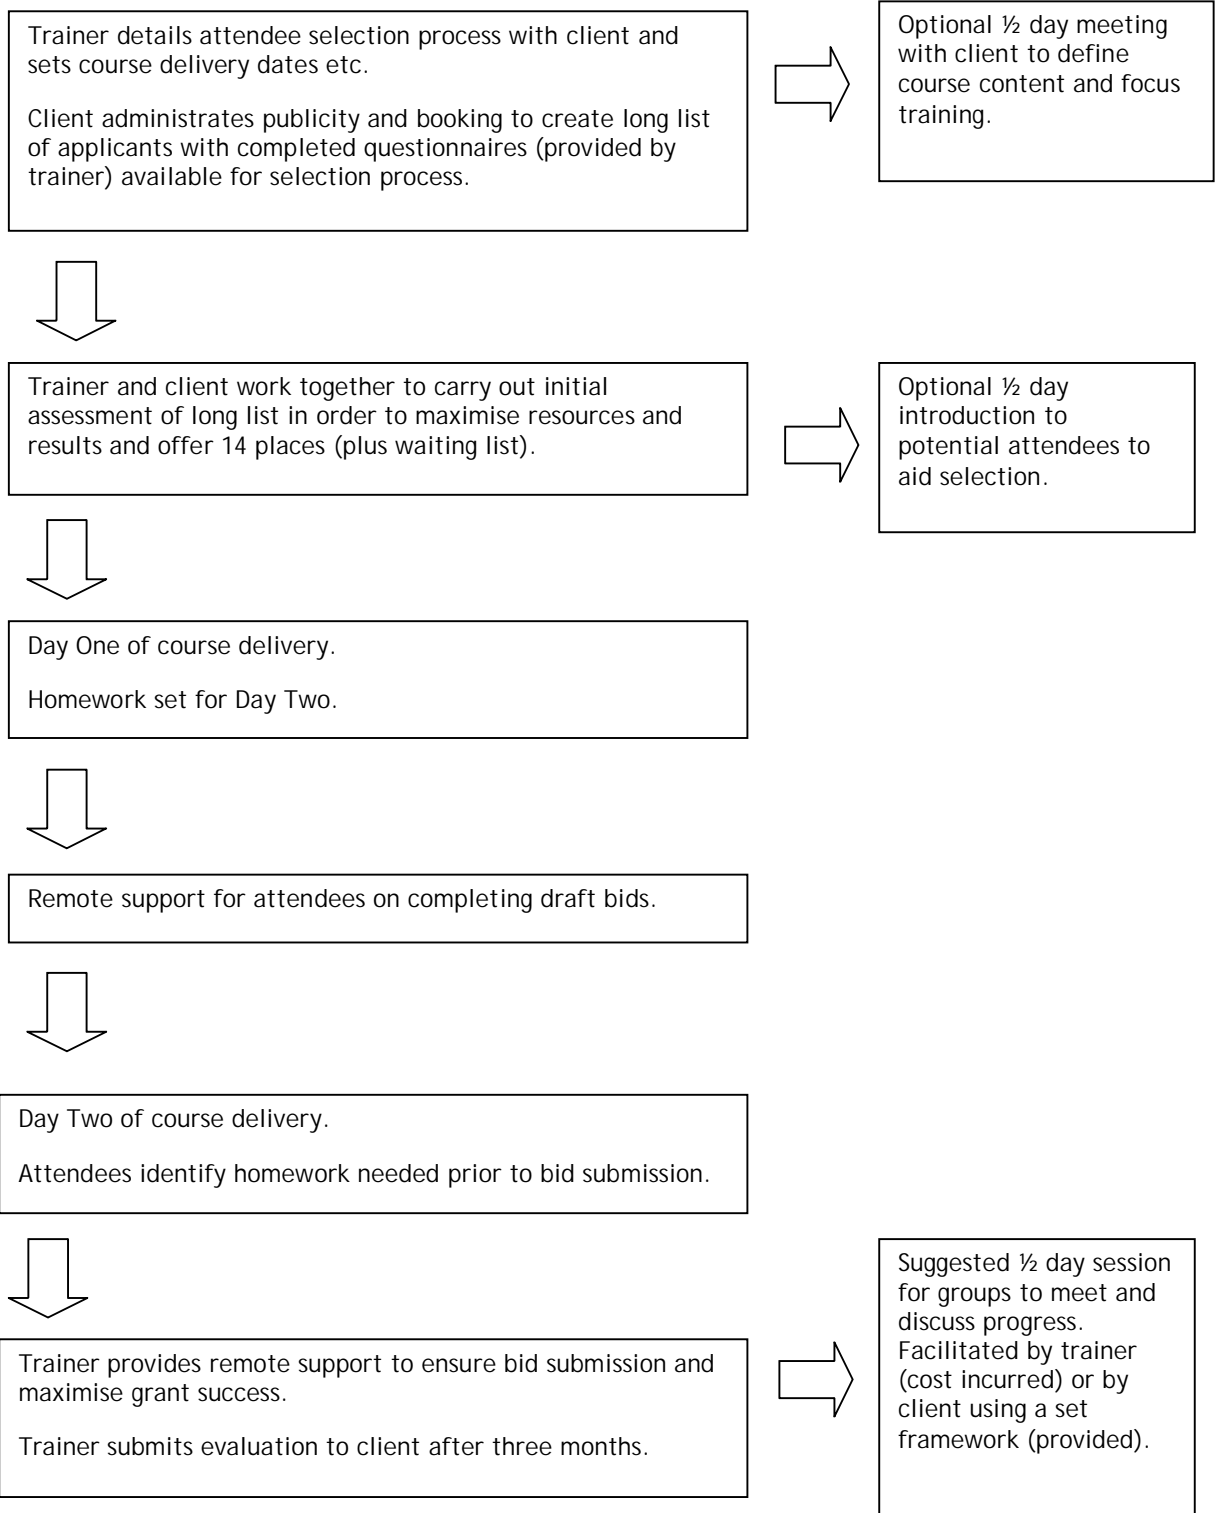 Trainer details attendee selection process with client and
sets course delivery dates etc.
Client administrates publicity and booking to create long list
of applicants with completed questionnaires (provided by
trainer) available for selection process.
Optional ½ day meeting
with client to define
course content and focus
training.
Trainer and client work together to carry out initial
assessment of long list in order to maximise resources and
results and offer 14 places (plus waiting list).
Optional ½ day
introduction to
potential attendees to
aid selection.
Day One of course delivery.
Homework set for Day Two.
Remote support for attendees on completing draft bids.
Day Two of course delivery.
Attendees identify homework needed prior to bid submission.
Trainer provides remote support to ensure bid submission and
maximise grant success.
Trainer submits evaluation to client after three months.
Suggested ½ day session
for groups to meet and
discuss progress.
Facilitated by trainer
(cost incurred) or by
client using a set
framework (provided).